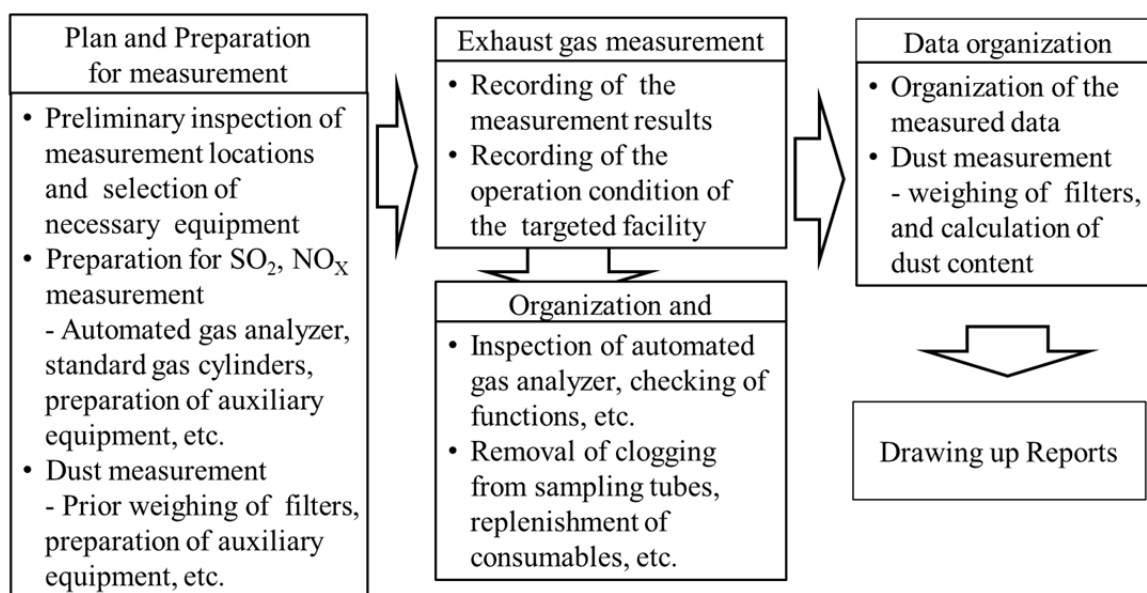 Plan and Preparation
for measurement
• Preliminary inspection of
measurement locations
and selection of
necessary equipment
• Preparation for SO₂, NOₓ
measurement
- Automated gas analyzer,
standard gas cylinders,
preparation of auxiliary
equipment, etc.
• Dust measurement
- Prior weighing of filters,
preparation of auxiliary
equipment, etc.
Exhaust gas measurement
• Recording of the
measurement results
• Recording of the
operation condition of
the targeted facility
Organization and
• Inspection of automated
gas analyzer, checking of
functions, etc.
• Removal of clogging
from sampling tubes,
replenishment of
consumables, etc.
Data organization
• Organization of the
measured data
• Dust measurement
- weighing of filters,
and calculation of
dust content
Drawing up Reports